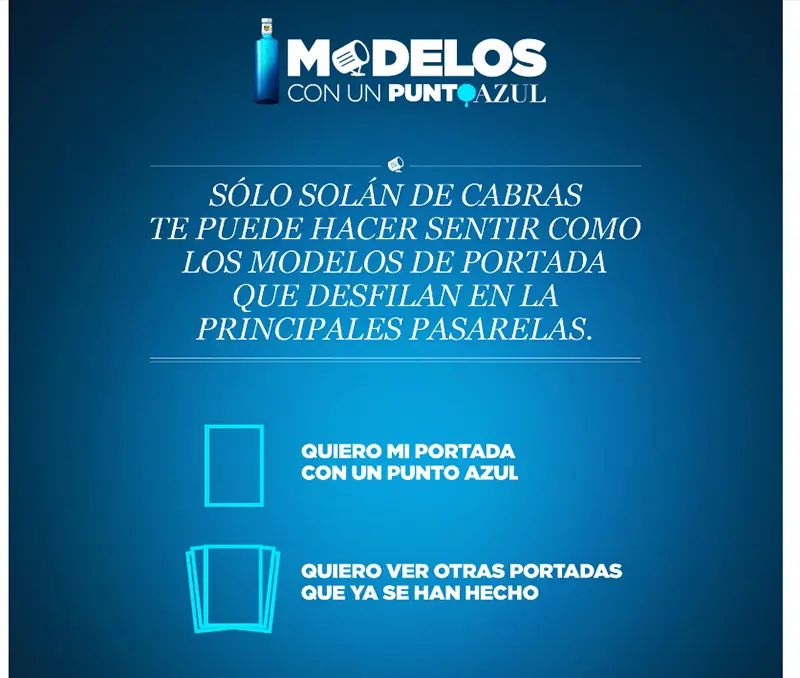 MODELOS
CON UN PUNTO AZUL
SÓLO SOLÁN DE CABRAS
TE PUEDE HACER SENTIR COMO
LOS MODELOS DE PORTADA
QUE DESFILAN EN LA
PRINCIPALES PASARELAS.
QUIERO MI PORTADA
CON UN PUNTO AZUL
QUIERO VER OTRAS PORTADAS
QUE YA SE HAN HECHO